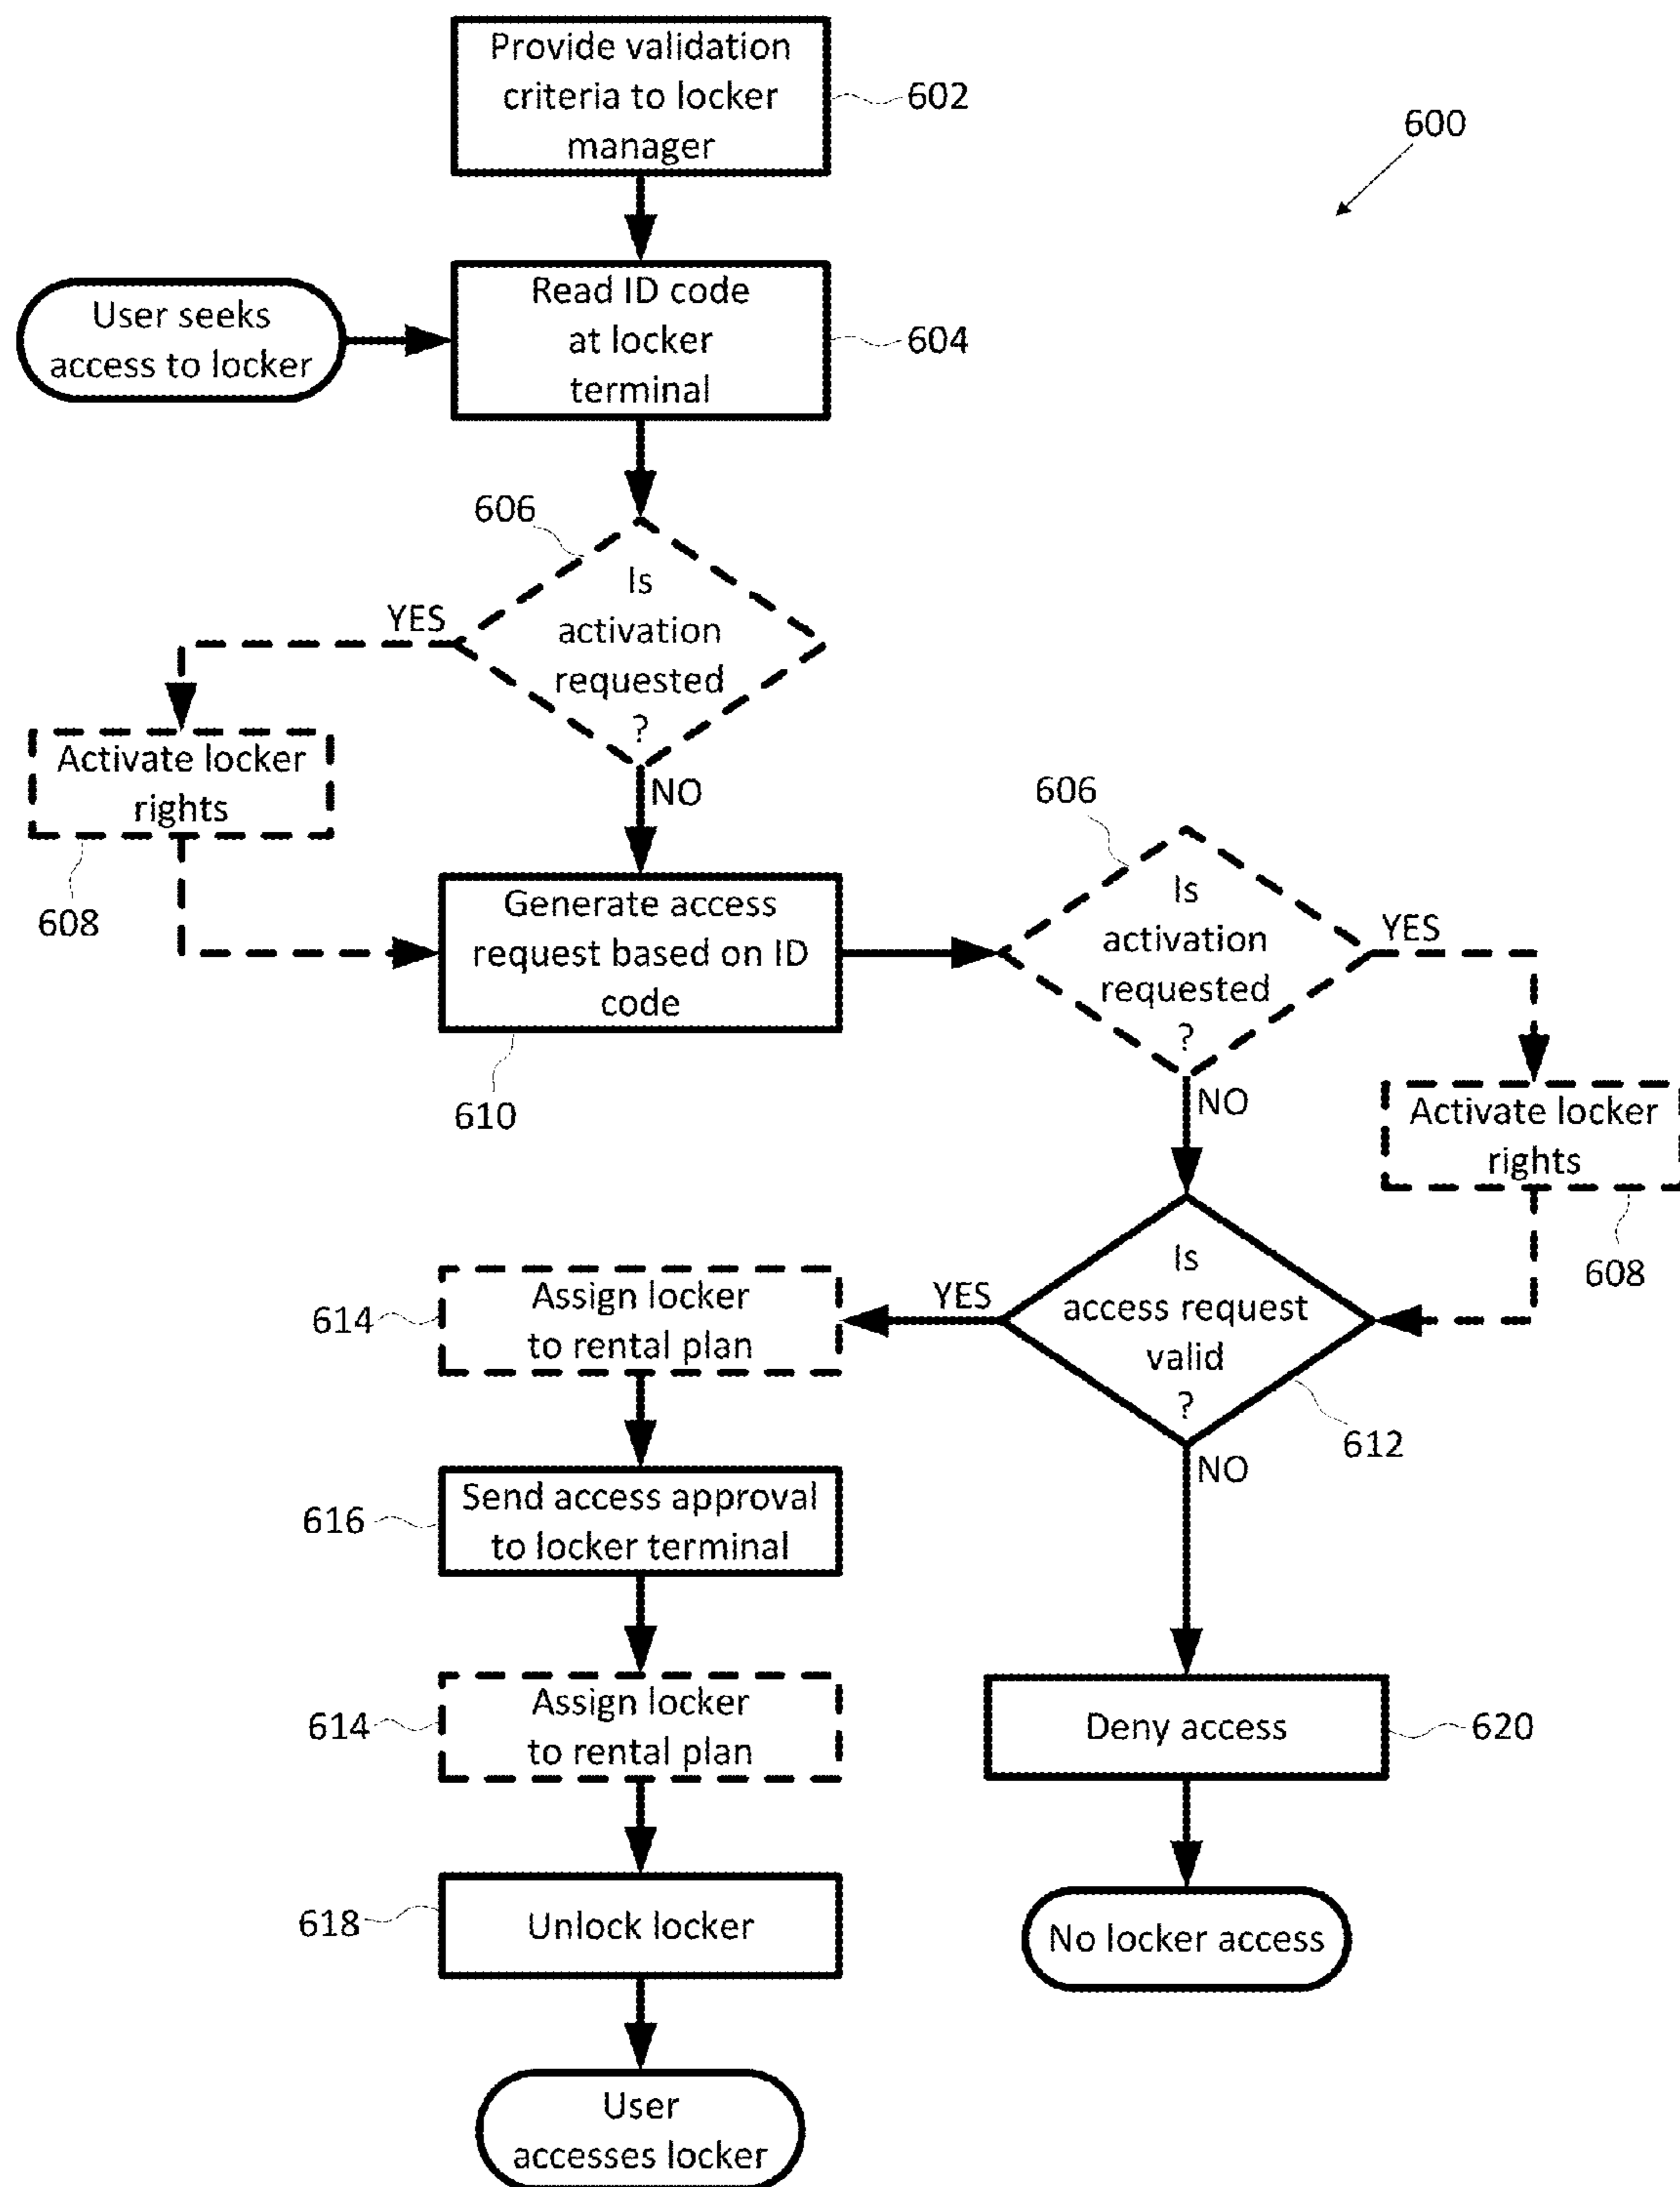 Provide validation
criteria to locker
manager
602
600
User seeks
access to locker
Read ID code
at locker
terminal
604
606
Is
activation
requested
?
YES
NO
Activate locker
rights
608
Generate access
request based on ID
code
610
606
Is
activation
requested
?
YES
NO
Activate locker
rights
608
Is
access request
valid
?
612
YES
NO
Assign locker
to rental plan
614
Send access approval
to locker terminal
616
Assign locker
to rental plan
614
Deny access
620
Unlock locker
618
No locker access
User
accesses locker